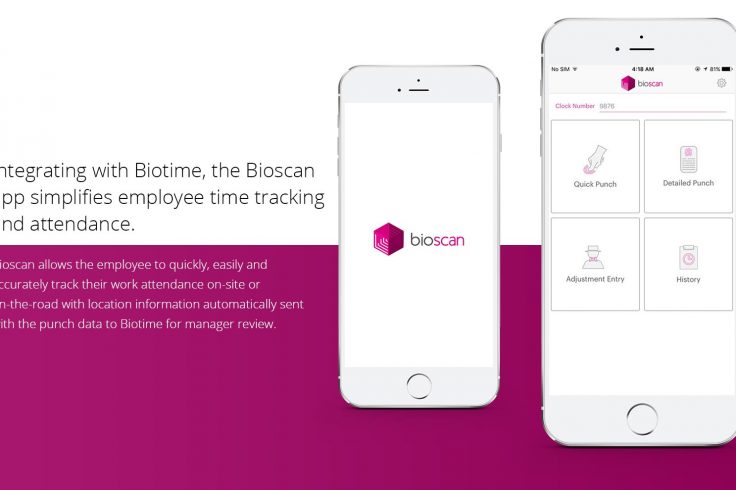 ntegrating with Biotime, the Bioscan
pp simplifies employee time tracking
nd attendance.
ioscan allows the employee to quickly, easily and
ccurately track their work attendance on-site or
n-the-road with location information automatically sent
ith the punch data to Biotime for manager review.
bioscan
No SIM 4:18 AM 81%
bioscan
Clock Number 9876
Quick Punch Detailed Punch
Adjustment Entry History